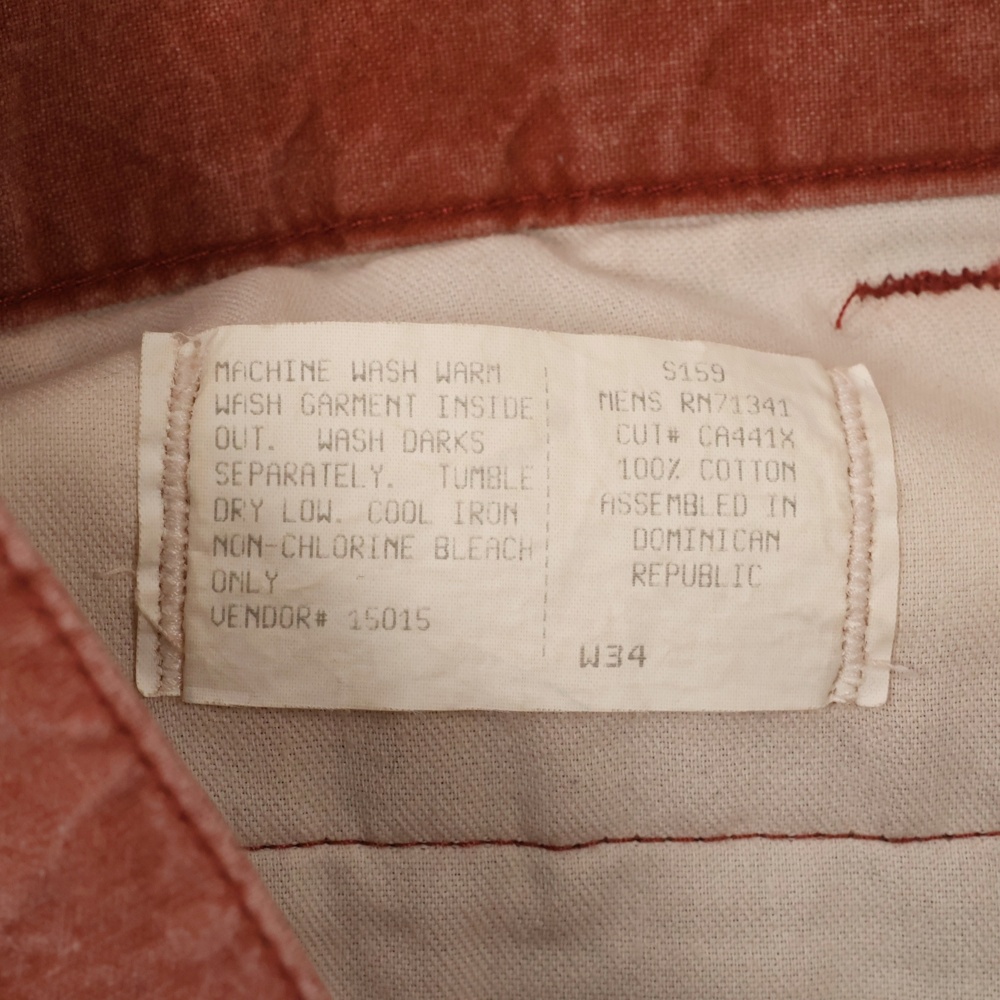 MACHINE WASH WARM
WASH GARMENT INSIDE
OUT. WASH DARKS
SEPARATELY. TUMBLE
DRY LOW. COOL IRON
NON-CHLORINE BLEACH
ONLY
VENDOR# 15015
S159
MENS RN71341
CUT# CA441X
100% COTTON
ASSEMBLED IN
DOMINICAN
REPUBLIC
W34